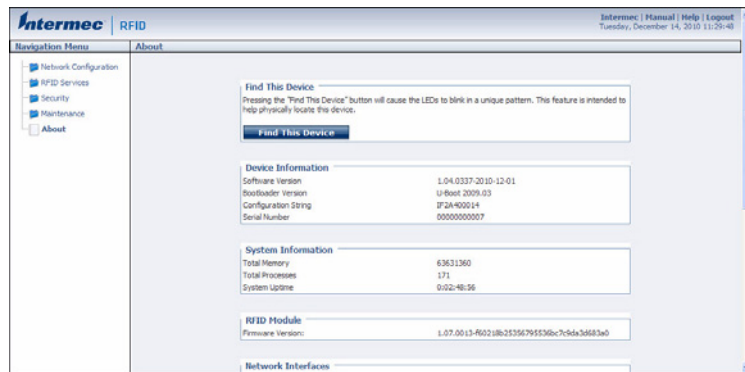 Intermec | RFID
Intermec | Manual | Help | Logout
Tuesday, December 14, 2010 11:29:48
Navigation Menu
About
Network Configuration
RFID Services
Security
Maintenance
About
Find This Device
Pressing the "Find This Device" button will cause the LEDs to blink in a unique pattern. This feature is intended to
help physically locate this device.
Find This Device
Device Information
Software Version 1.04.0337-2010-12-01
Bootloader Version U-Boot 2009.03
Configuration String IF2A400014
Serial Number 00000000007
System Information
Total Memory 63631360
Total Processes 171
System Uptime 0:02:48:56
RFID Module
Firmware Version: 1.07.0013-f60218b25356795536bc7c9da3d683a0
Network Interfaces